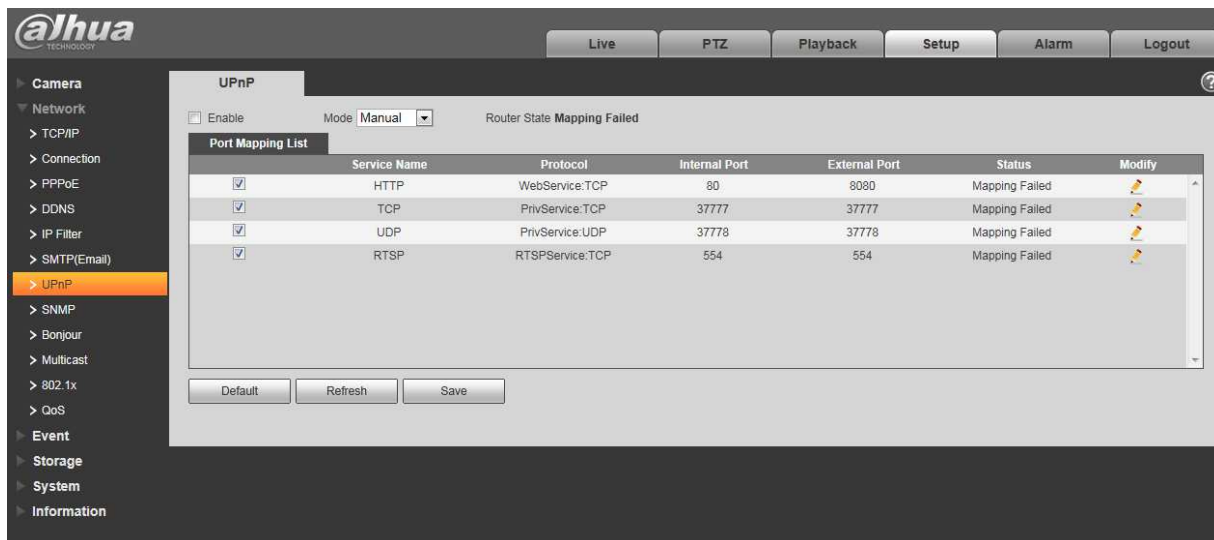 alhua
TECHNOLOGY
Live PTZ Playback Setup Alarm Logout
Camera
Network
> TCP/IP
> Connection
> PPPoE
> DDNS
> IP Filter
> SMTP(Email)
> UPnP
> SNMP
> Bonjour
> Multicast
> 802.1x
> QoS
Event
Storage
System
Information
UPnP
?
Enable Mode Manual Router State Mapping Failed
Port Mapping List
Service Name Protocol Internal Port External Port Status Modify
HTTP WebService:TCP 80 8080 Mapping Failed
TCP PrivService:TCP 37777 37777 Mapping Failed
UDP PrivService:UDP 37778 37778 Mapping Failed
RTSP RTSPService:TCP 554 554 Mapping Failed
Default Refresh Save